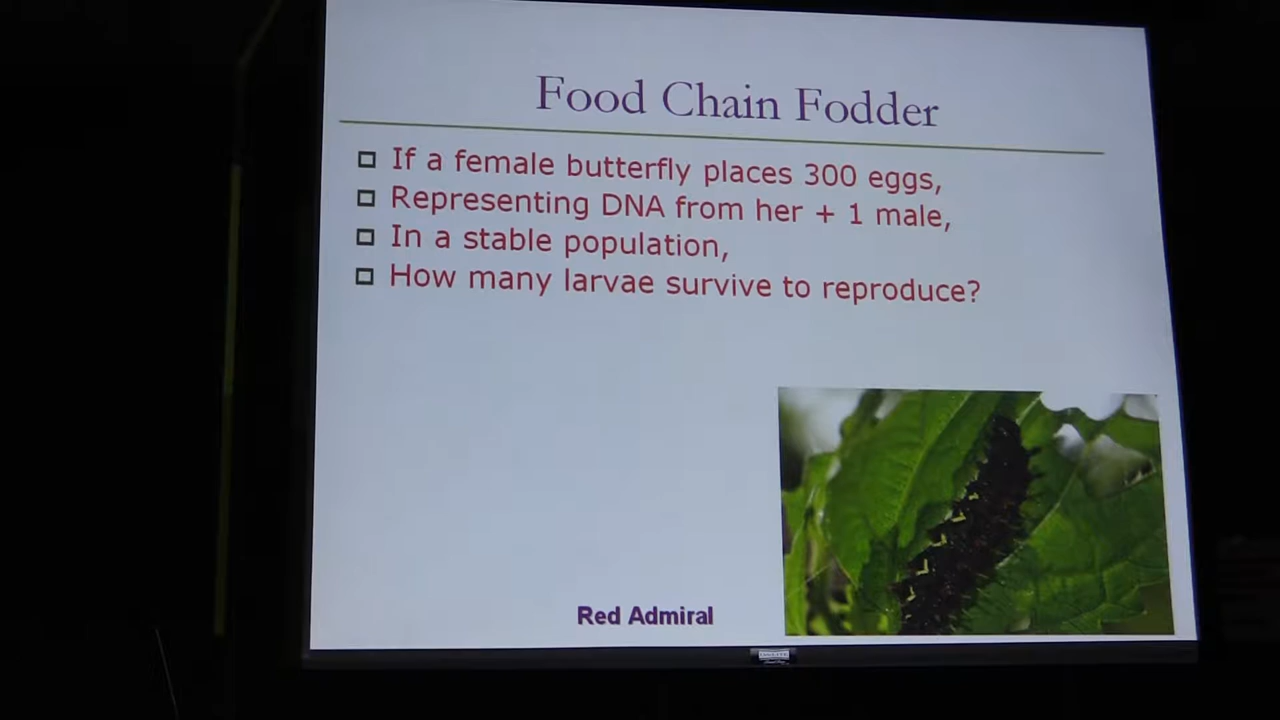 Food Chain Fodder
If a female butterfly places 300 eggs,
Representing DNA from her + 1 male,
In a stable population,
How many larvae survive to reproduce?
Red Admiral